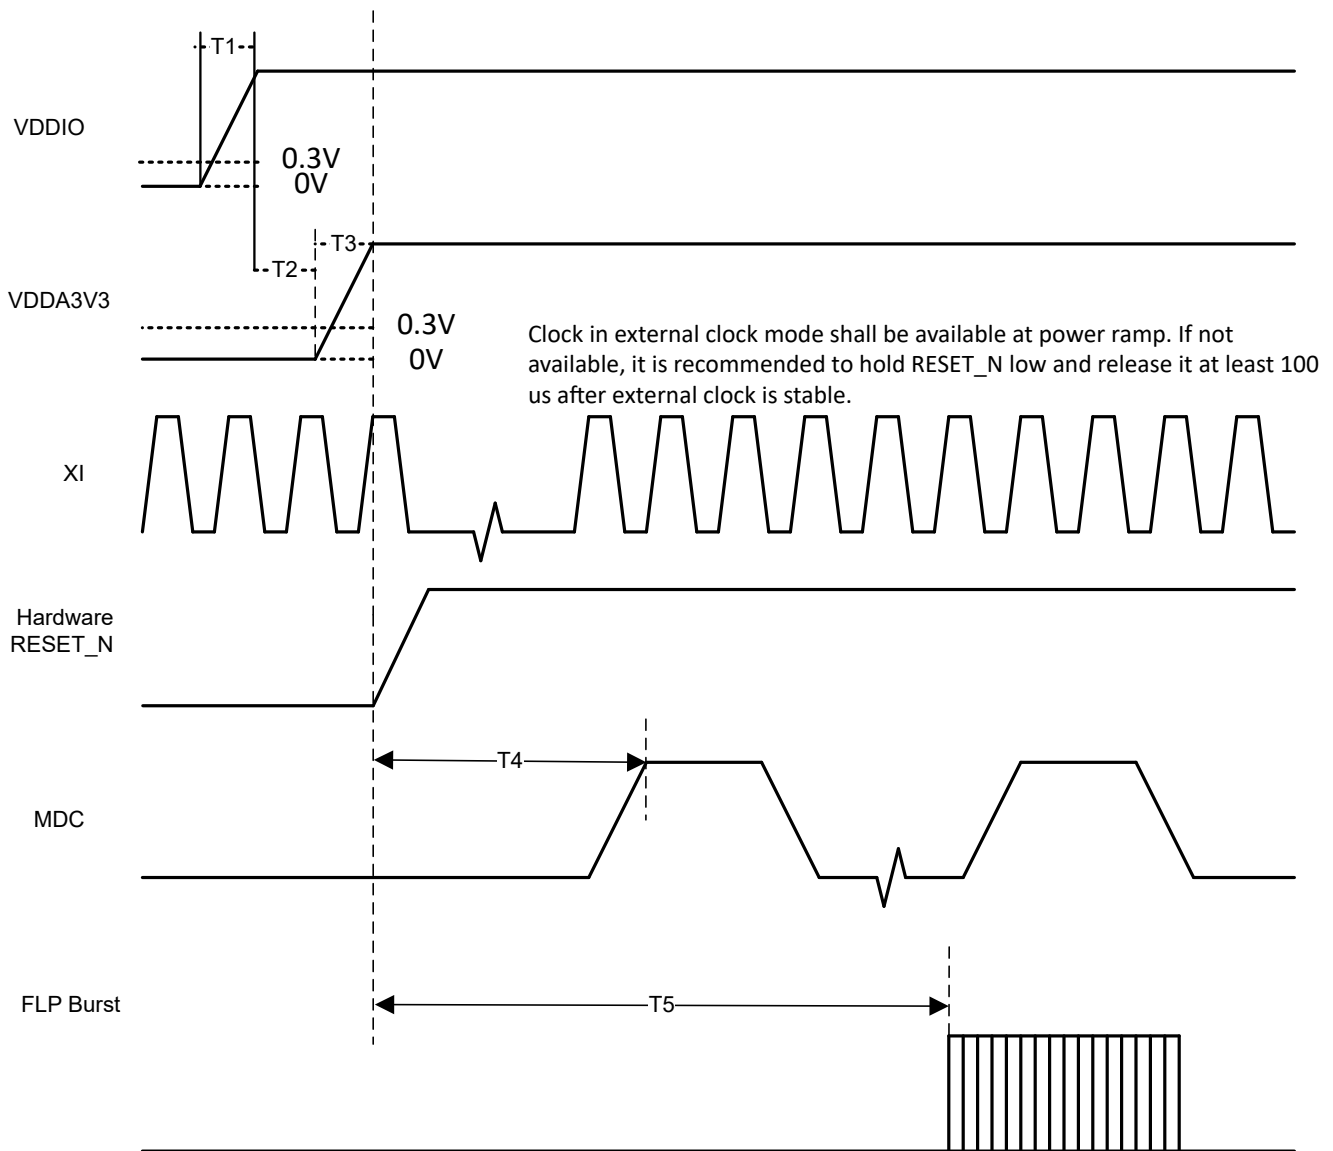 T1
VDDIO
0.3V
0V
T3
T2
VDDA3V3
0.3V
0V
Clock in external clock mode shall be available at power ramp. If not
available, it is recommended to hold RESET_N low and release it at least 100
us after external clock is stable.
XI
Hardware
RESET_N
T4
MDC
FLP Burst
T5